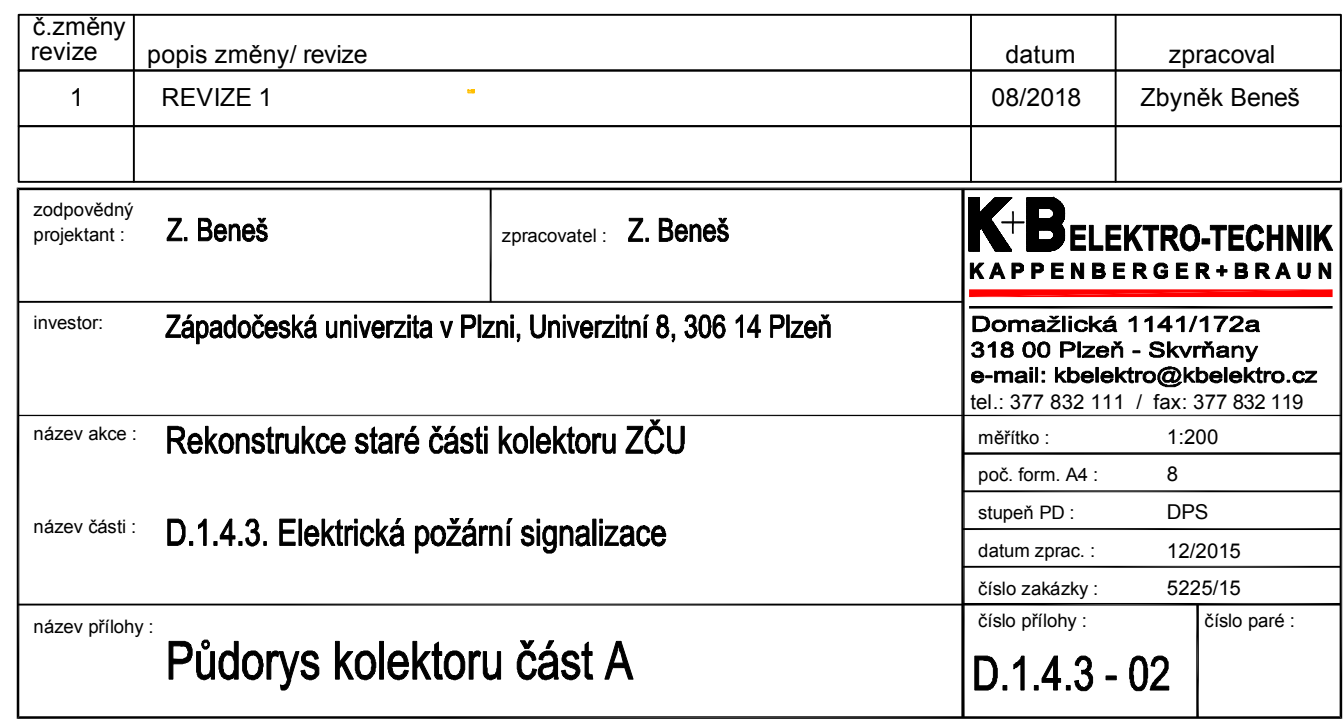 č.změny
revize
popis změny/ revize
datum
zpracoval
1
REVIZE 1
08/2018
Zbyněk Beneš
zodpovědný
projektant :
Z. Beneš
zpracovatel :
Z. Beneš
K+B ELEKTRO-TECHNIK
KAPPENBERGER+BRAUN
investor:
Západočeská univerzita v Plzni, Univerzitní 8, 306 14 Plzeň
Domažlická 1141/172a
318 00 Plzeň - Skvrňany
e-mail: kbelektro@kbelektro.cz
tel.: 377 832 111 / fax: 377 832 119
název akce :
Rekonstrukce staré části kolektoru ZČU
měřítko :
1:200
poč. form. A4 :
8
název části :
D.1.4.3. Elektrická požární signalizace
stupeň PD :
DPS
datum zprac. :
12/2015
číslo zakázky :
5225/15
název přílohy :
Půdorys kolektoru část A
číslo přílohy :
D.1.4.3 - 02
číslo paré :